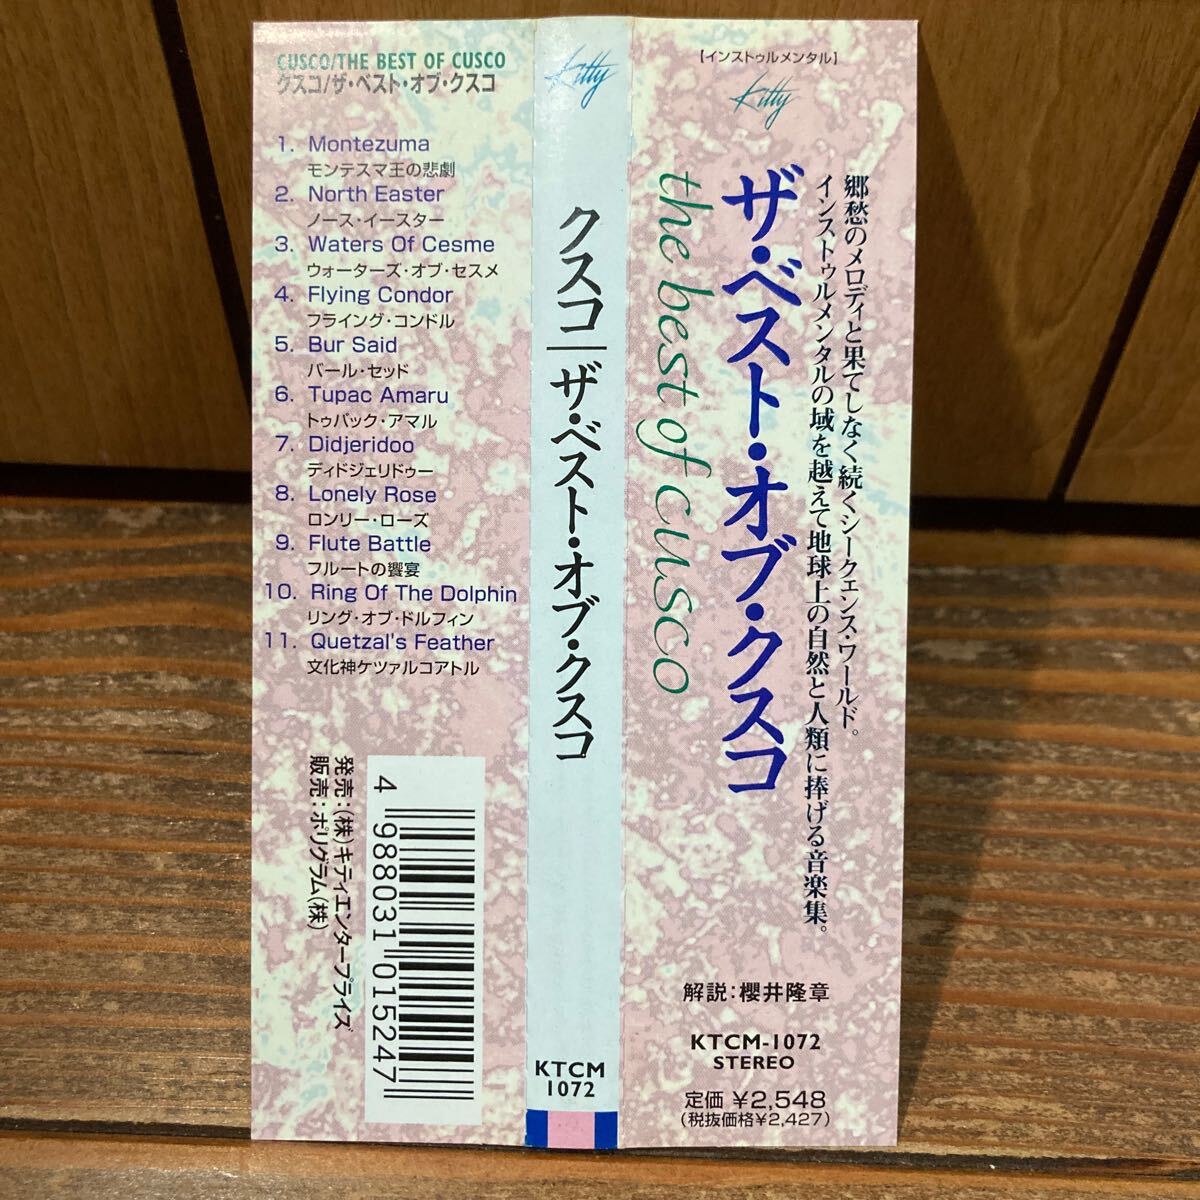 CUSCO/THE BEST OF CUSCO
クスコ/ザ・ベスト・オブ・クスコ
1. Montezuma
モンテスマ王の悲劇
2. North Easter
ノース・イースター
3. Waters Of Cesme
ウォーターズ・オブ・セスメ
4. Flying Condor
フライング・コンドル
5. Bur Said
バール・セッド
6. Tupac Amaru
トゥパック・アマル
7. Didjeridoo
ディドジェリドゥー
8. Lonely Rose
ロンリー・ローズ
9. Flute Battle
フルートの饗宴
10. Ring Of The Dolphin
リング・オブ・ドルフィン
11. Quetzal's Feather
文化神ケツァルコアトル
発売:(株)キティエンタープライズ
販売:ポリグラム(株)
4 988031 015247
Kitty
クスコ|ザ・ベスト・オブ・クスコ
KTCM
1072
【インストゥルメンタル】
Kitty
郷愁のメロディと果てしなく続くシークェンス・ワールド。
インストゥルメンタルの域を越えて地球上の自然と人類に捧げる音楽集。
ザ・ベスト・オブ・クスコ
the best of cusco
解説:櫻井隆章
KTCM-1072
STEREO
定価 ¥2,548
(税抜価格¥2,427)